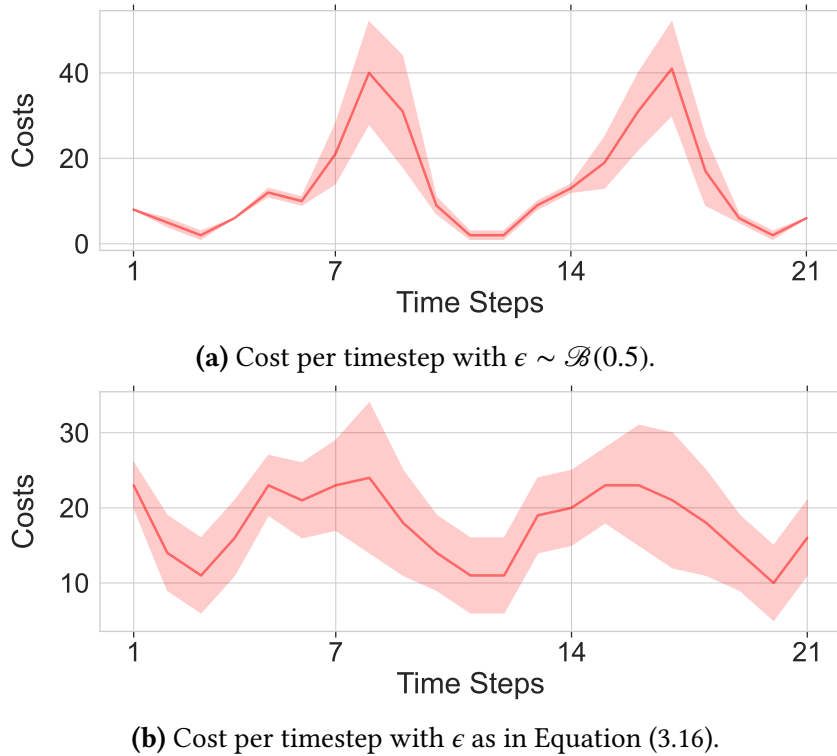 40
20
0
Costs
1
7
14
21
Time Steps
(a) Cost per timestep with ϵ ∼ ℬ(0.5).
30
20
10
Costs
1
7
14
21
Time Steps
(b) Cost per timestep with ϵ as in Equation (3.16).